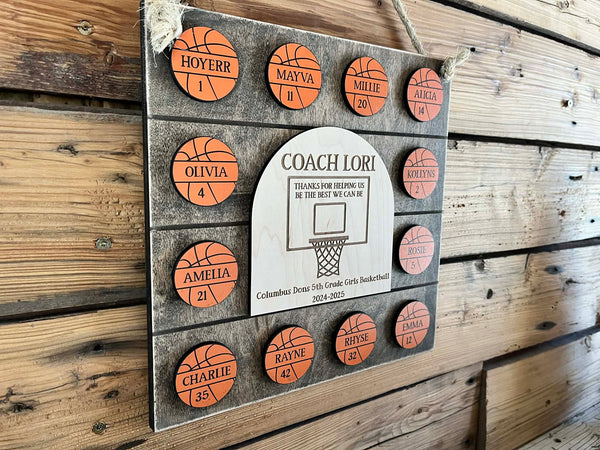 HOYERR
1
MAYVA
11
MILLIE
20
ALICIA
14
OLIVIA
4
COACH LORI
THANKS FOR HELPING US
BE THE BEST WE CAN BE
KOLLYNS
2
AMELIA
21
ROSIE
5
Columbus Dons 5th Grade Girls Basketball
2024-2025
CHARLIE
35
RAYNE
42
RHYSE
32
EMMA
12